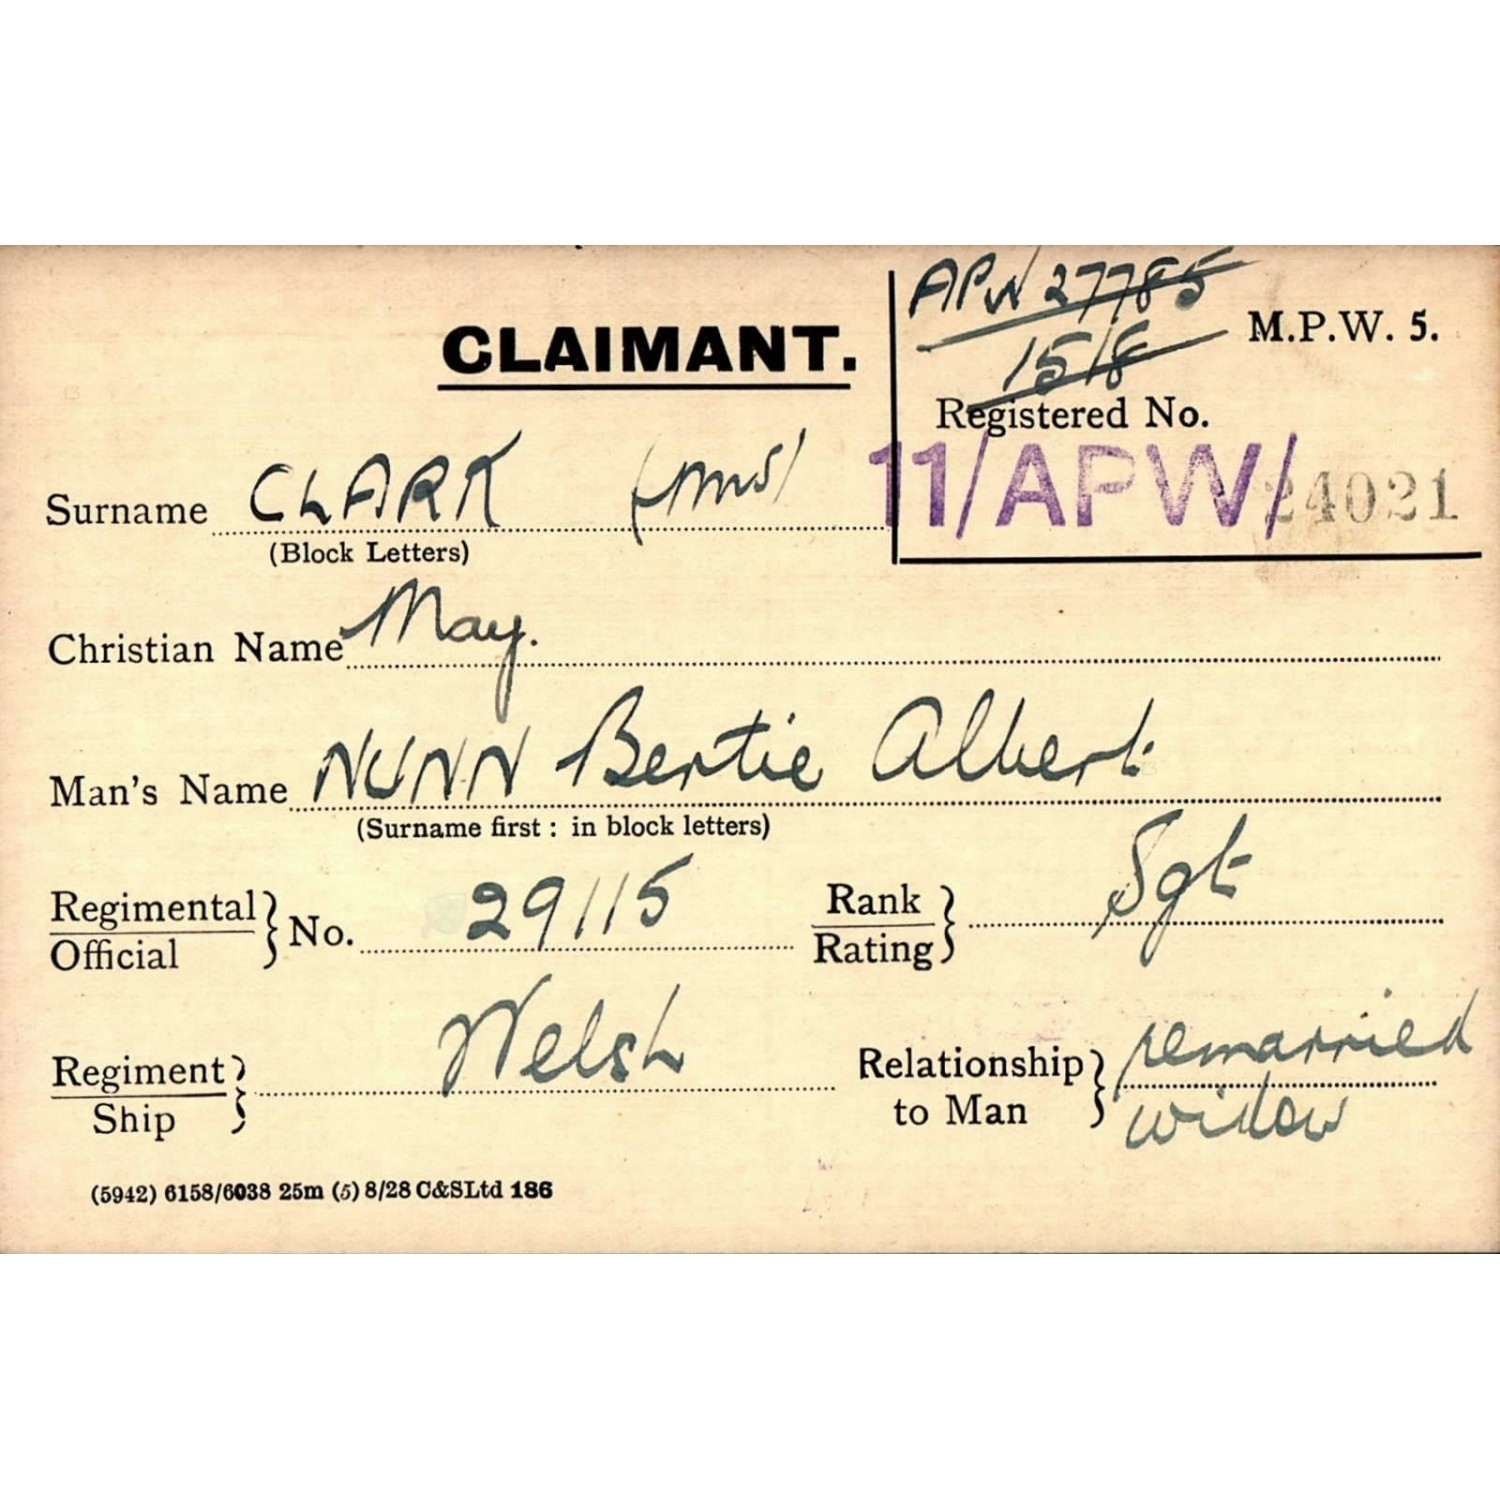 APW 27785
15/8
M.P.W. 5.
CLAIMANT.
Registered No.
11/APW/24021
Surname CLARK (Mrs)
(Block Letters)
Christian Name May.
Man's Name NUNN Bertie Albert
(Surname first : in block letters)
Regimental
Official } No. 29115
Rank
Rating } Sgt
Regiment
Ship } Welsh
Relationship
to Man } remarried
widow
(5942) 6158/6038 25m (5) 8/28 C&SLtd 186